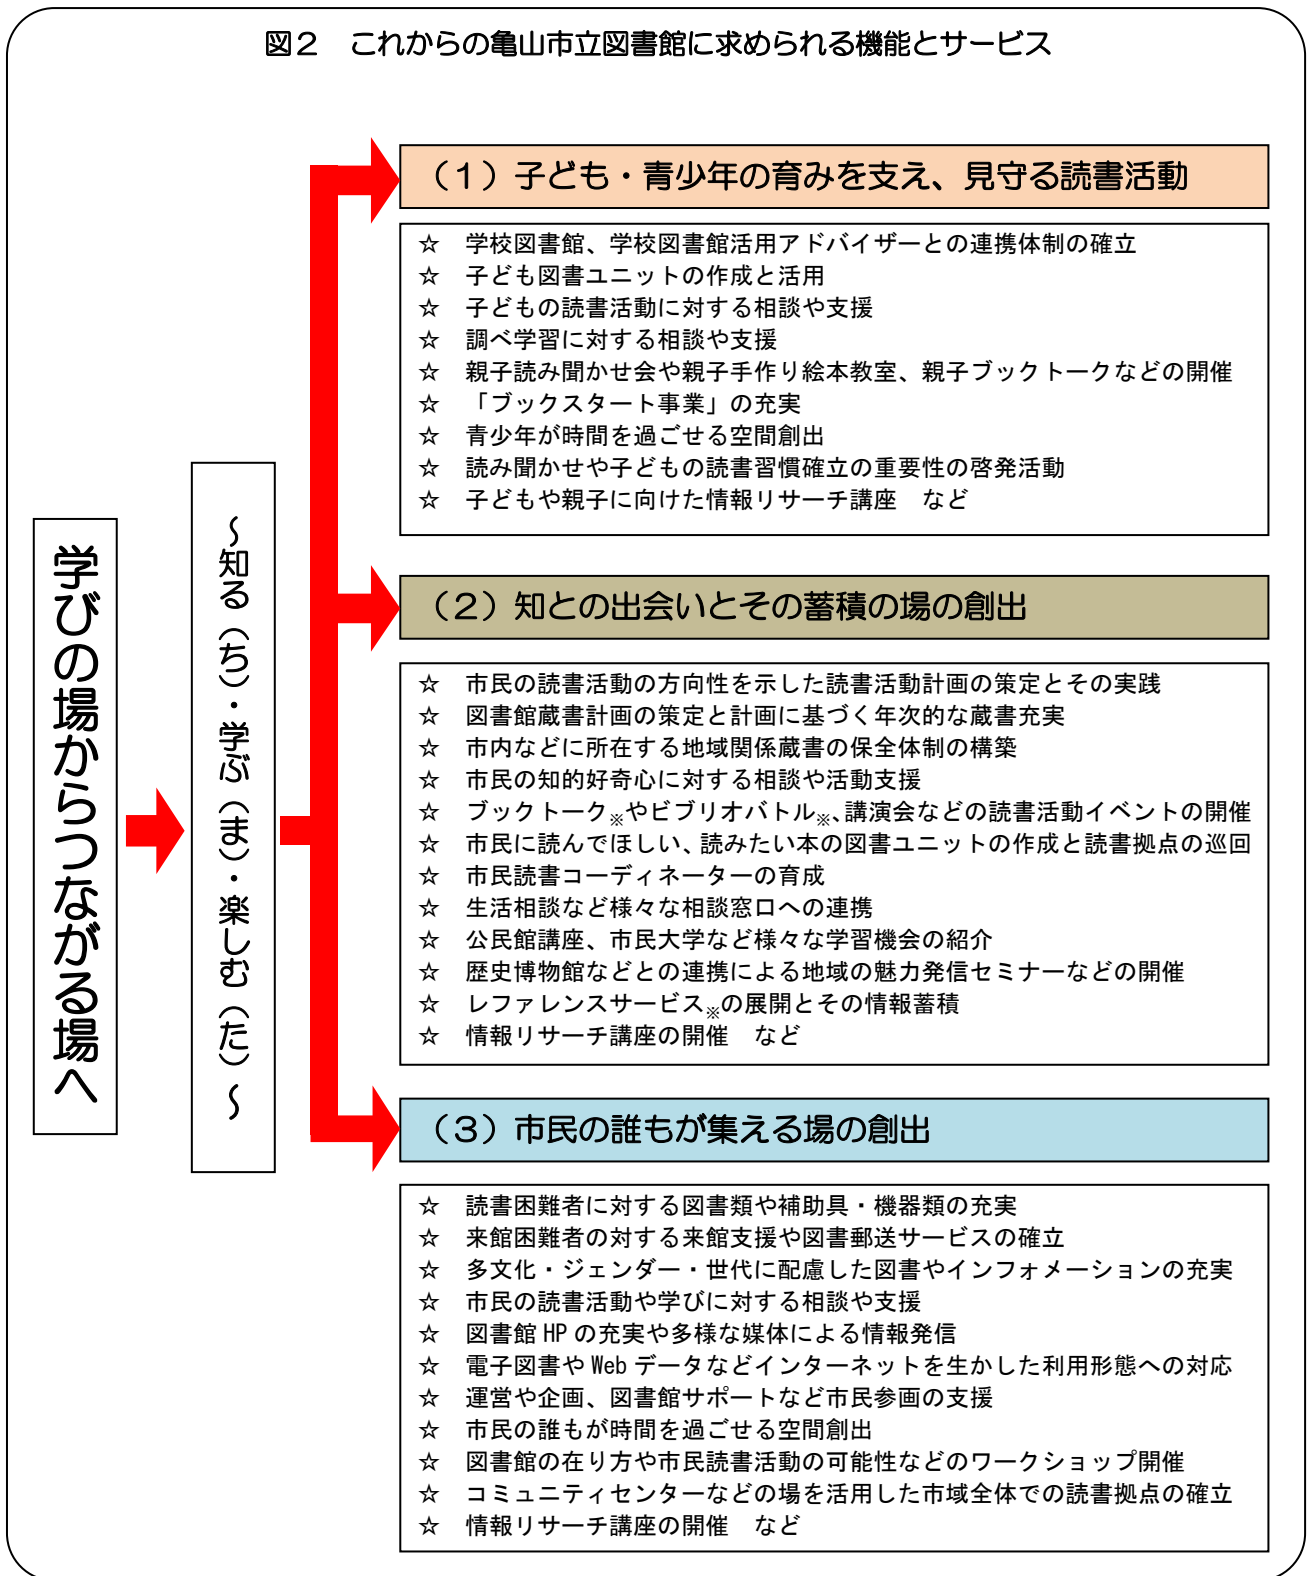 図２　これからの亀山市立図書館に求められる機能とサービス
学びの場からつながる場へ
～知る（ち）・学ぶ（ま）・楽しむ（た）～
（１）子ども・青少年の育みを支え、見守る読書活動
☆　学校図書館、学校図書館活用アドバイザーとの連携体制の確立
☆　子ども図書ユニットの作成と活用
☆　子どもの読書活動に対する相談や支援
☆　調べ学習に対する相談や支援
☆　親子読み聞かせ会や親子手作り絵本教室、親子ブックトークなどの開催
☆　「ブックスタート事業」の充実
☆　青少年が時間を過ごせる空間創出
☆　読み聞かせや子どもの読書習慣確立の重要性の啓発活動
☆　子どもや親子に向けた情報リサーチ講座　など
（２）知との出会いとその蓄積の場の創出
☆　市民の読書活動の方向性を示した読書活動計画の策定とその実践
☆　図書館蔵書計画の策定と計画に基づく年次的な蔵書充実
☆　市内などに所在する地域関係蔵書の保全体制の構築
☆　市民の知的好奇心に対する相談や活動支援
☆　ブックトーク※やビブリオバトル※、講演会などの読書活動イベントの開催
☆　市民に読んでほしい、読みたい本の図書ユニットの作成と読書拠点の巡回
☆　市民読書コーディネーターの育成
☆　生活相談など様々な相談窓口への連携
☆　公民館講座、市民大学など様々な学習機会の紹介
☆　歴史博物館などとの連携による地域の魅力発信セミナーなどの開催
☆　レファレンスサービス※の展開とその情報蓄積
☆　情報リサーチ講座の開催　など
（３）市民の誰もが集える場の創出
☆　読書困難者に対する図書類や補助具・機器類の充実
☆　来館困難者の対する来館支援や図書郵送サービスの確立
☆　多文化・ジェンダー・世代に配慮した図書やインフォメーションの充実
☆　市民の読書活動や学びに対する相談や支援
☆　図書館 HP の充実や多様な媒体による情報発信
☆　電子図書や Web データなどインターネットを生かした利用形態への対応
☆　運営や企画、図書館サポートなど市民参画の支援
☆　市民の誰もが時間を過ごせる空間創出
☆　図書館の在り方や市民読書活動の可能性などのワークショップ開催
☆　コミュニティセンターなどの場を活用した市域全体での読書拠点の確立
☆　情報リサーチ講座の開催　など